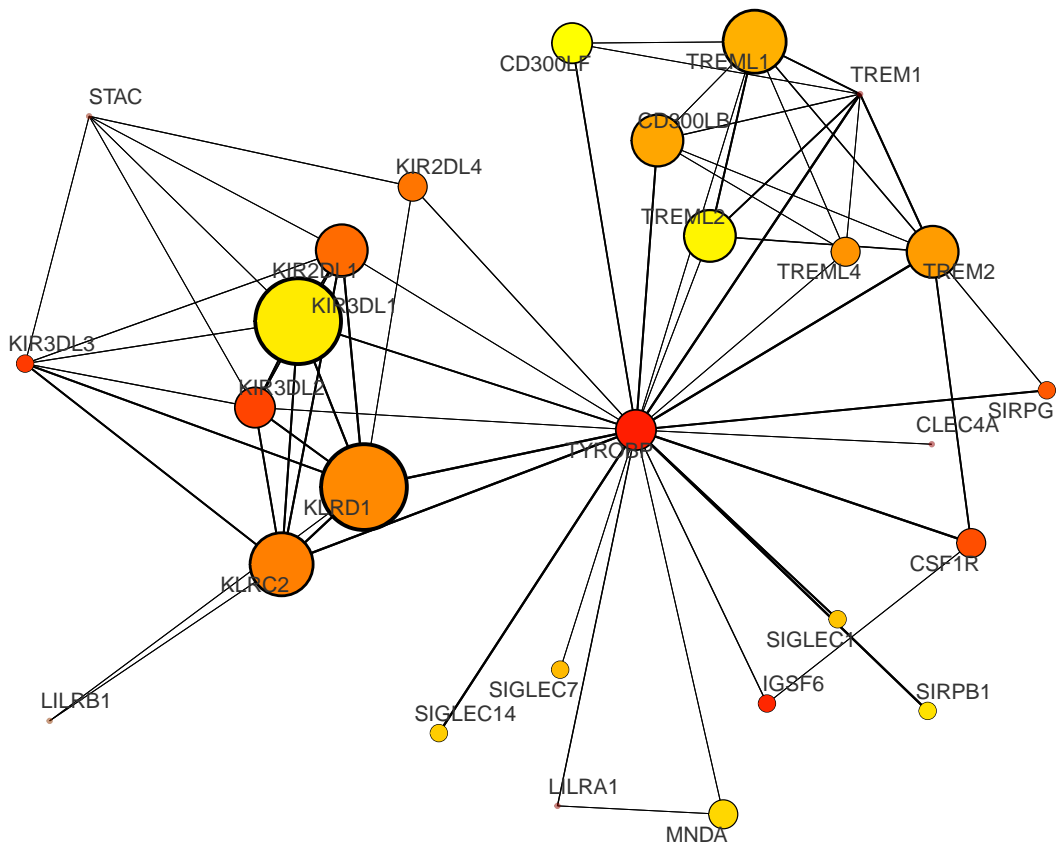 TREML1
CD300LF
TREM1
STAC
CD300LB
KIR2DL4
TREML2
KIR2DL1
TREML4
TREM2
KIR3DL1
KIR3DL3
KIR3DL2
SIRPG
CLEC4A
TYROBP
KLRD1
CSF1R
KLRC2
SIGLEC1
SIGLEC7
IGSF6
SIRPB1
LILRB1
SIGLEC14
LILRA1
MNDA